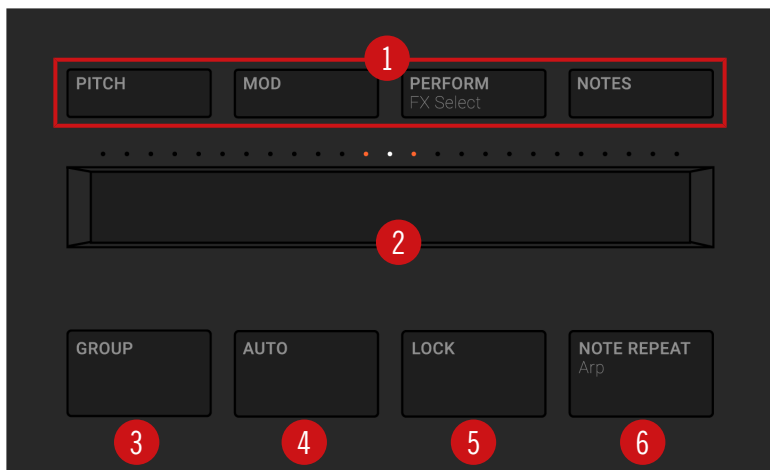 1
PITCH
MOD
PERFORM
FX Select
NOTES
2
GROUP
AUTO
LOCK
NOTE REPEAT
Arp
3
4
5
6